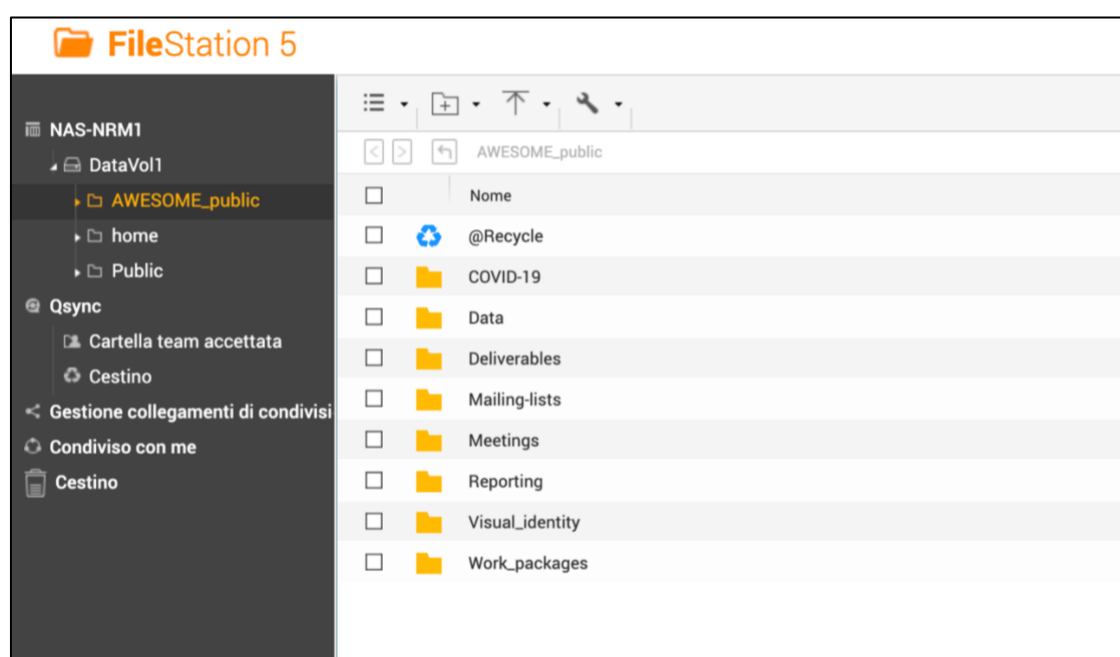 FileStation 5
NAS-NRM1
DataVol1
AWESOME_public
home
Public
Qsync
Cartella team accettata
Cestino
Gestione collegamenti di condivisi
Condiviso con me
Cestino
AWESOME_public
Nome
@Recycle
COVID-19
Data
Deliverables
Mailing-lists
Meetings
Reporting
Visual_identity
Work_packages